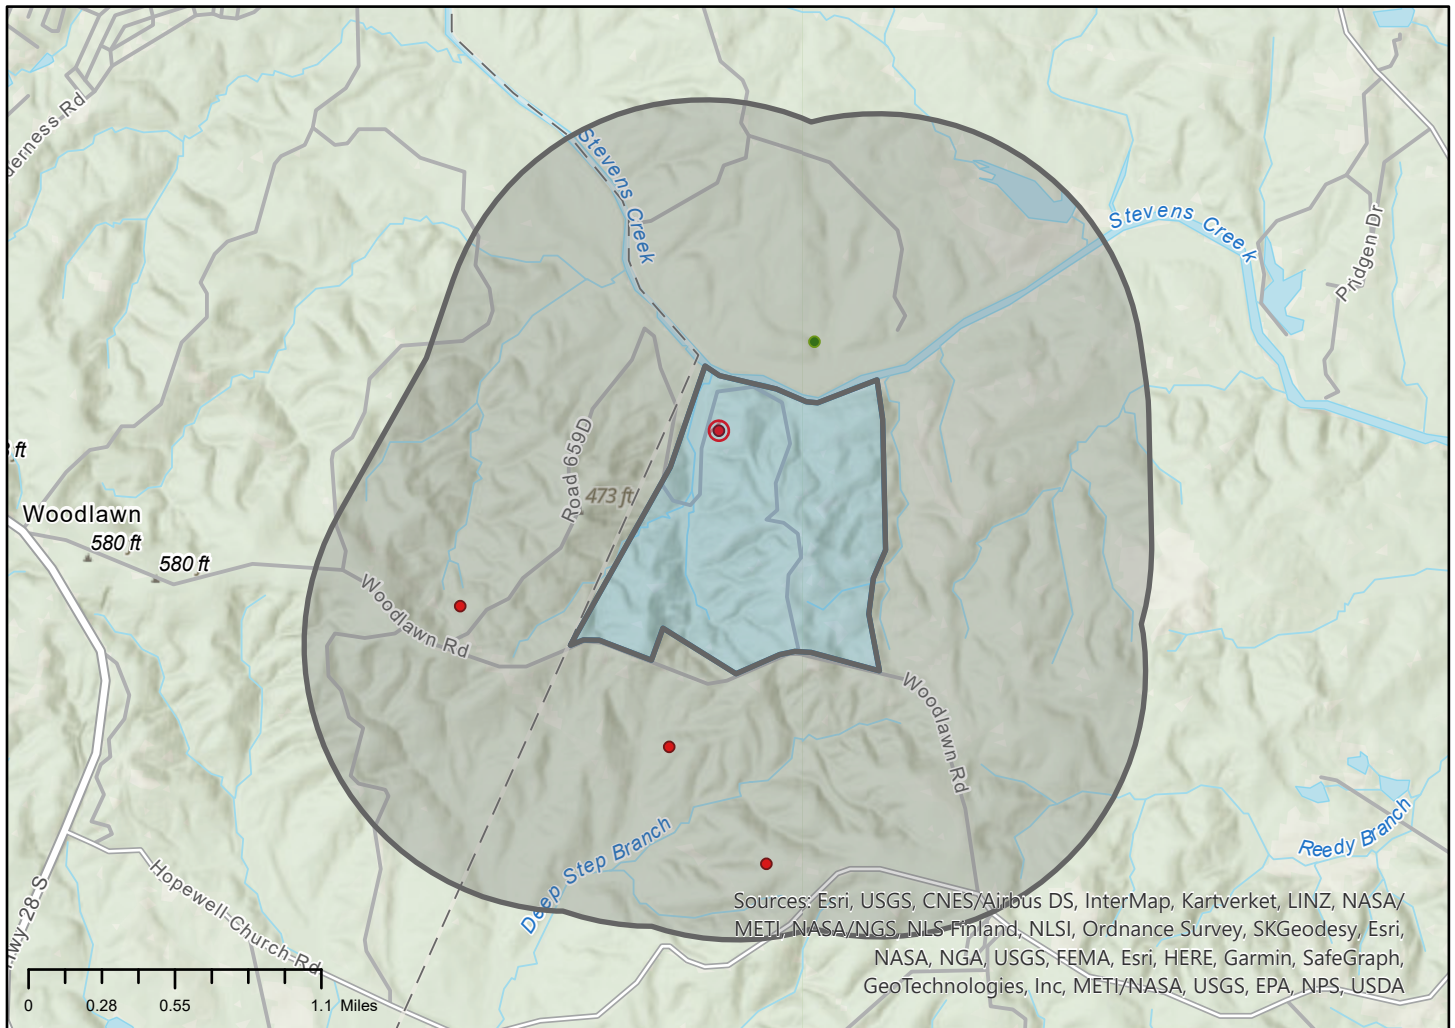 derness Rd
Stevens Creek
Stevens Creek
Pridgen Dr
ft
Road 659D
473 ft
Woodlawn
580 ft
580 ft
Woodlawn Rd
Woodlawn Rd
Deep Step Branch
Reedy Branch
Hopewell-Church-Rd
Hwy-28-S
Sources: Esri, USGS, CNES/Airbus DS, InterMap, Kartverket, LINZ, NASA/
METI, NASA/NGS, NLS Finland, NLSI, Ordnance Survey, SKGeodesy, Esri,
NASA, NGA, USGS, FEMA, Esri, HERE, Garmin, SafeGraph,
GeoTechnologies, Inc, METI/NASA, USGS, EPA, NPS, USDA
0 0.28 0.55 1.1 Miles